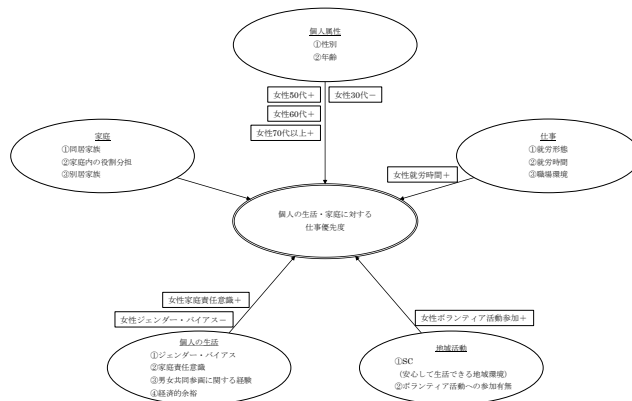 個人属性
①性別
②年齢
女性50代＋
女性30代－
女性60代＋
女性70代以上＋
家庭
①同居家族
②家庭内の役割分担
③別居家族
仕事
①就労形態
②就労時間
③職場環境
女性就労時間＋
個人の生活・家庭に対する
仕事優先度
女性家庭責任意識＋
女性ジェンダー・バイアス－
女性ボランティア活動参加＋
個人の生活
①ジェンダー・バイアス
②家庭責任意識
③男女共同参画に関する経験
④経済的余裕
地域活動
①SC
（安心して生活できる地域環境）
②ボランティア活動への参加有無